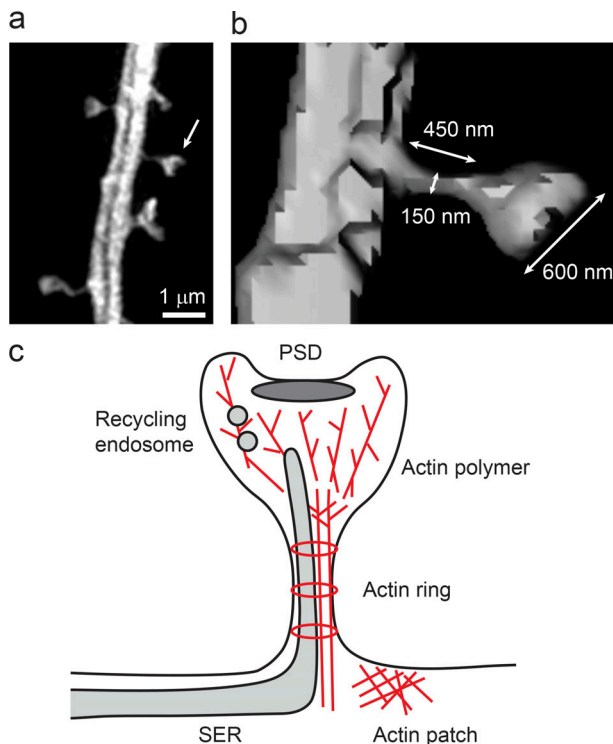 a
b
450 nm
150 nm
600 nm
1 μm
c
PSD
Recycling
endosome
Actin polymer
Actin ring
SER
Actin patch